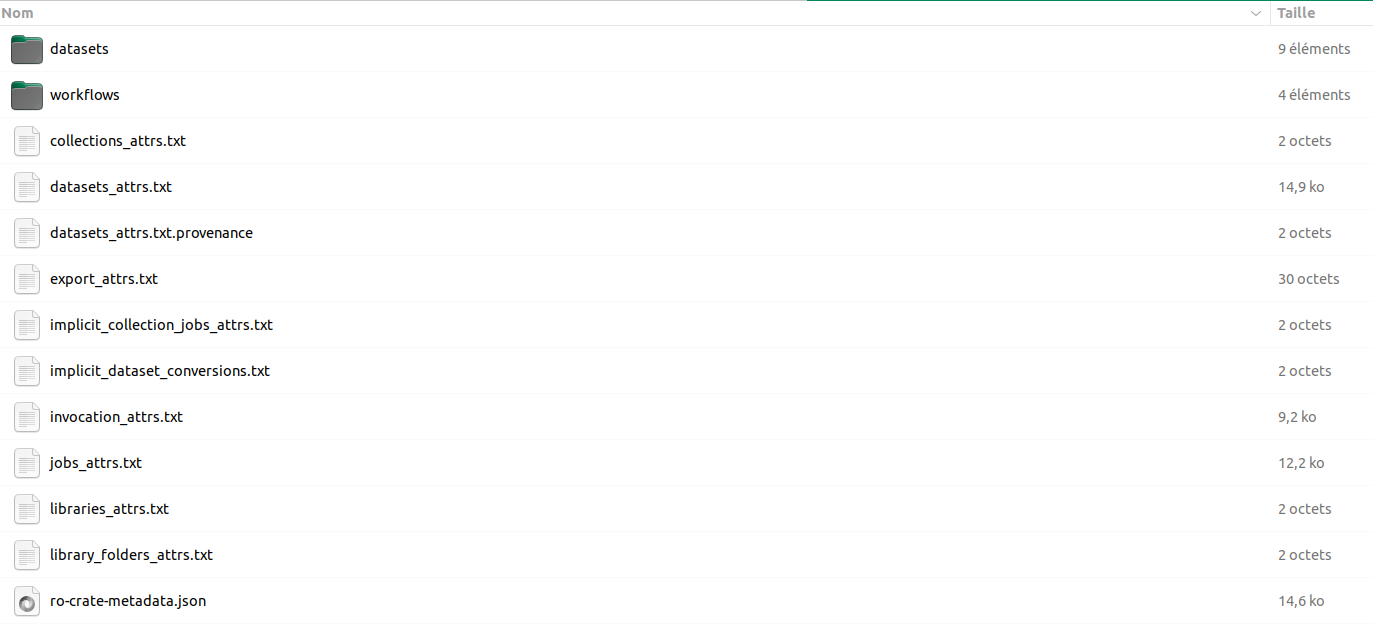 Nom Taille
datasets 9 éléments
workflows 4 éléments
collections_attrs.txt 2 octets
datasets_attrs.txt 14,9 ko
datasets_attrs.txt.provenance 2 octets
export_attrs.txt 30 octets
implicit_collection_jobs_attrs.txt 2 octets
implicit_dataset_conversions.txt 2 octets
invocation_attrs.txt 9,2 ko
jobs_attrs.txt 12,2 ko
libraries_attrs.txt 2 octets
library_folders_attrs.txt 2 octets
ro-crate-metadata.json 14,6 ko